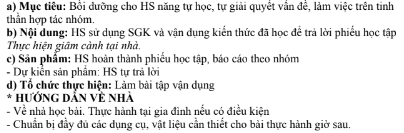 a) Mục tiêu: Bồi dưỡng cho HS năng tự học, tự giải quyết vấn đề, làm việc trên tinh
thần hợp tác nhóm.
b) Nội dung: HS sử dụng SGK và vận dụng kiến thức đã học để trả lời phiếu học tập
Thực hiện giâm cành tại nhà.
c) Sản phẩm: HS hoàn thành phiếu học tập, báo cáo theo nhóm
- Dự kiến sản phẩm: HS tự trả lời
d) Tổ chức thực hiện: Làm bài tập vận dụng
* HƯỚNG DẪN VỀ NHÀ
- Về nhà học bài. Thực hành tại gia đình nếu có điều kiện
- Chuẩn bị đầy đủ các dụng cụ, vật liệu cần thiết cho bài thực hành giờ sau.